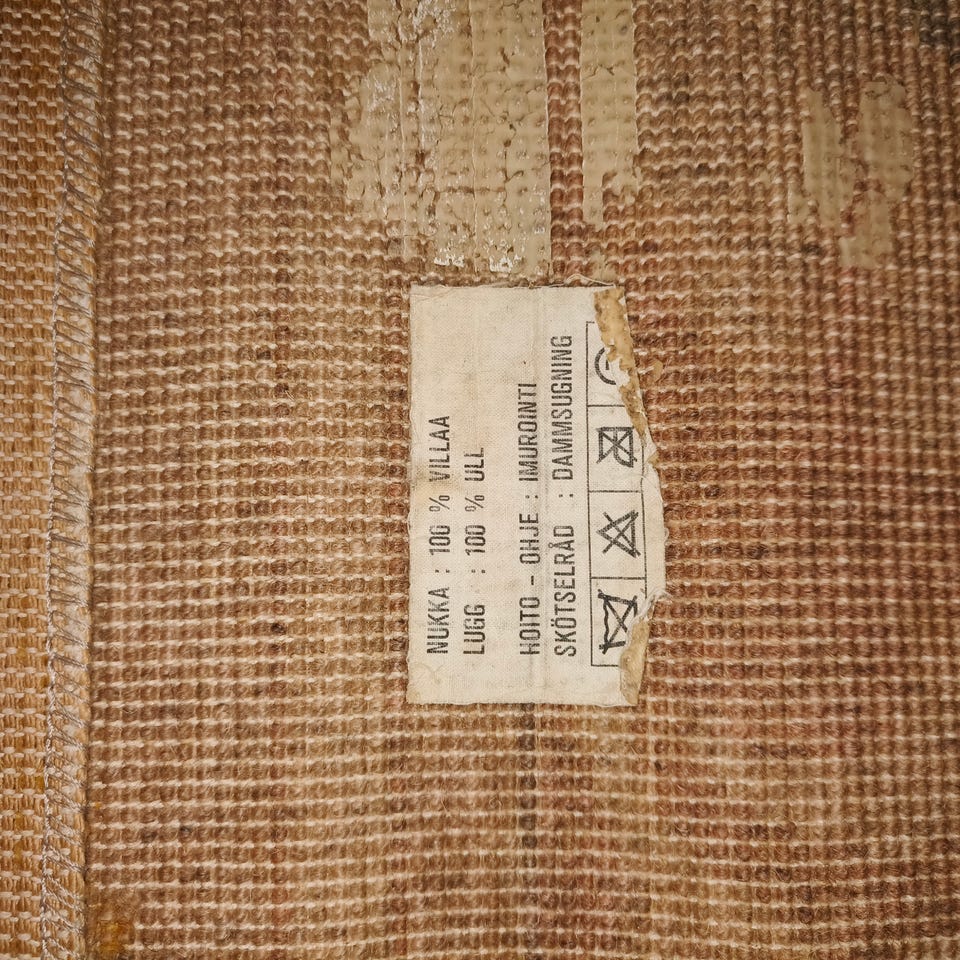 NUKKA : 100 % VILLAA
LUGG : 100 % ULL
HOITO - OHJE : IMUROINTI
SKÖTSELRÅD : DAMMSUGNING